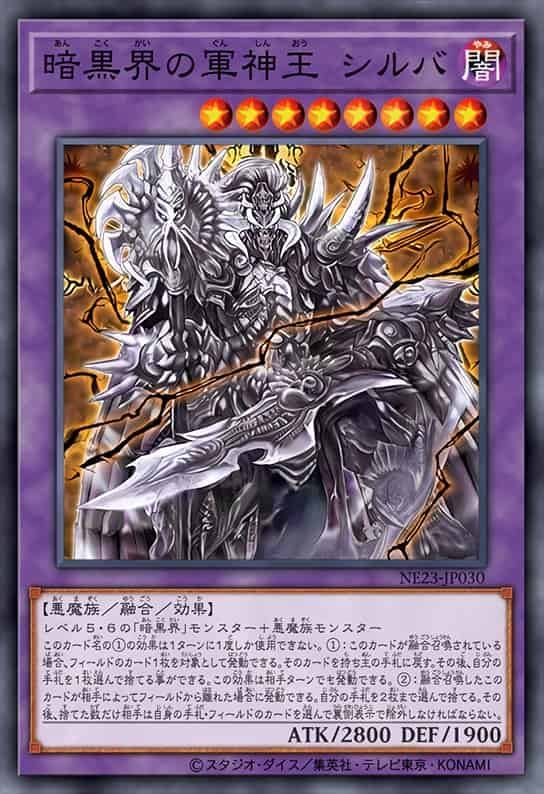 暗黒界の軍神王 シルバ
闇
NE23-JP030
【悪魔族／融合／効果】
レベル５・６の「暗黒界」モンスター＋悪魔族モンスター
このカード名の①の効果は１ターンに１度しか使用できない。①：このカードが融合召喚されている
場合、フィールドのカード１枚を対象として発動できる。そのカードを持ち主の手札に戻す。その後、自分の
手札を１枚選んで捨てる事ができる。この効果は相手ターンでも発動できる。②：融合召喚したこの
カードが相手によってフィールドから離れた場合に発動できる。自分の手札を２枚まで選んで捨てる。その
後、捨てた数だけ相手は自身の手札・フィールドのカードを選んで裏側表示で除外しなければならない。
ATK/2800 DEF/1900
©スタジオ・ダイス／集英社・テレビ東京・KONAMI